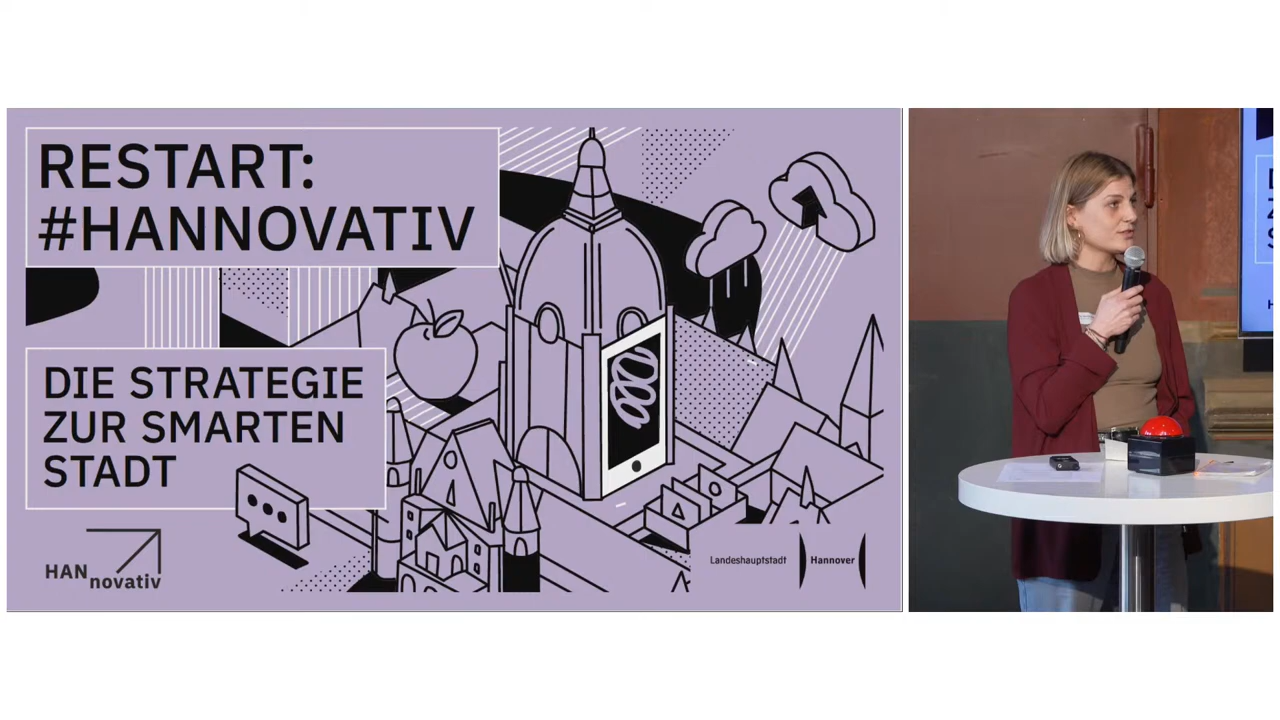 RESTART:
#HANNOVATIV
DIE STRATEGIE
ZUR SMARTEN
STADT
HAN
novativ
Landeshauptstadt
Hannover
D
Z
S
H